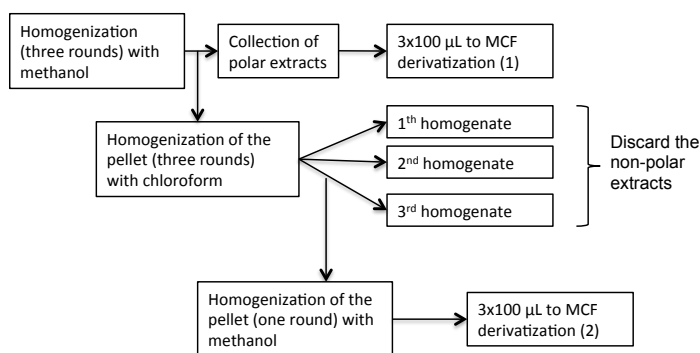 Homogenization
(three rounds) with
methanol
Collection of
polar extracts
3x100 μL to MCF
derivatization (1)
Homogenization of the
pellet (three rounds)
with chloroform
1th homogenate
2nd homogenate
3rd homogenate
Discard the
non-polar
extracts
Homogenization of the
pellet (one round) with
methanol
3x100 μL to MCF
derivatization (2)